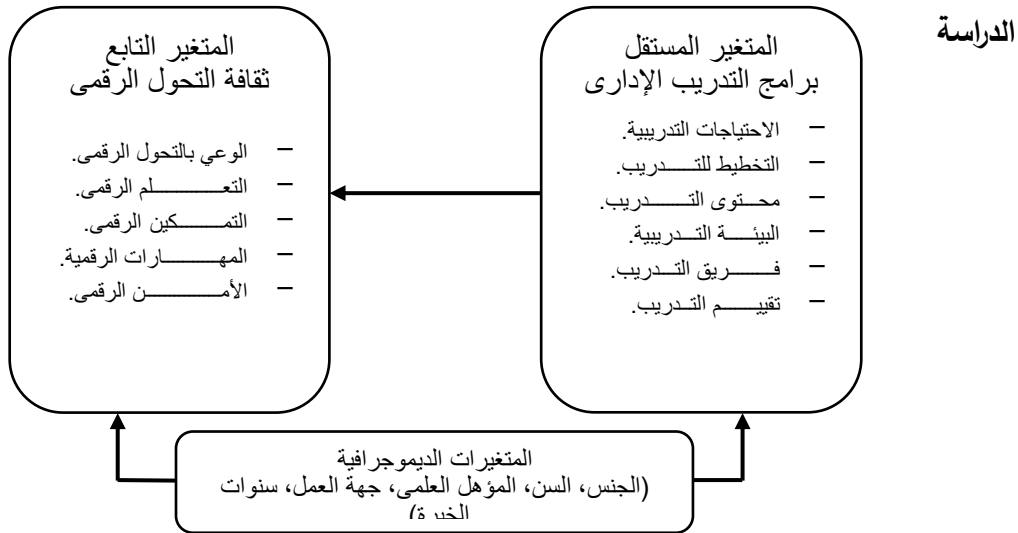 الدراسة
المتغير المستقل
برامج التدريب الإدارى
– الاحتياجات التدريبية.
– التخطيط للتدريب.
– محتوى التدريب.
– البيئة التدريبية.
– فريق التدريب.
– تقييم التدريب.
المتغير التابع
ثقافة التحول الرقمى
– الوعي بالتحول الرقمى.
– التعلم الرقمى.
– التمكين الرقمى.
– المهارات الرقمية.
– الأمن الرقمى.
المتغيرات الديموجرافية
(الجنس، السن، المؤهل العلمى، جهة العمل، سنوات
الخبرة)